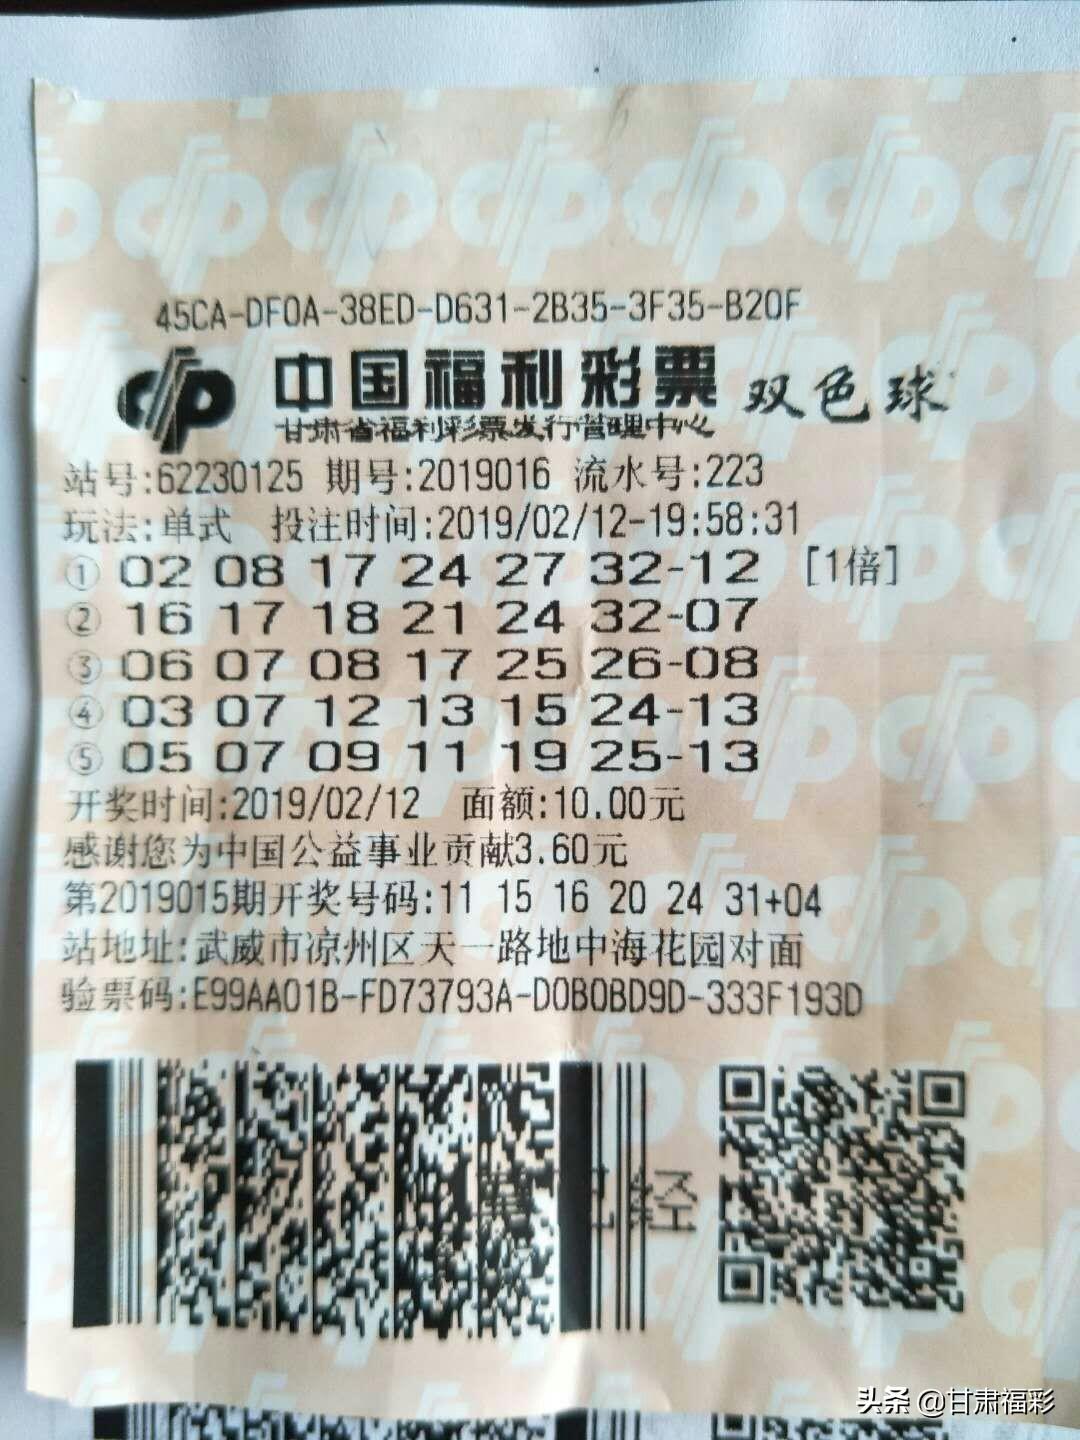 45CA-DF0A-38ED-D631-2B35-3F35-B20F
中国福利彩票 双色球
甘肃省福利彩票发行管理中心
站号:62230125 期号:2019016 流水号:223
玩法:单式 投注时间:2019/02/12-19:58:31
① 02 08 17 24 27 32-12 [1倍]
② 16 17 18 21 24 32-07
③ 06 07 08 17 25 26-08
④ 03 07 12 13 15 24-13
⑤ 05 07 09 11 19 25-13
开奖时间:2019/02/12 面额:10.00元
感谢您为中国公益事业贡献3.60元
第2019015期开奖号码:11 15 16 20 24 31+04
站地址:武威市凉州区天一路地中海花园对面
验票码:E99AA01B-FD73793A-D0B0BD9D-333F193D
经
头条 @甘肃福彩